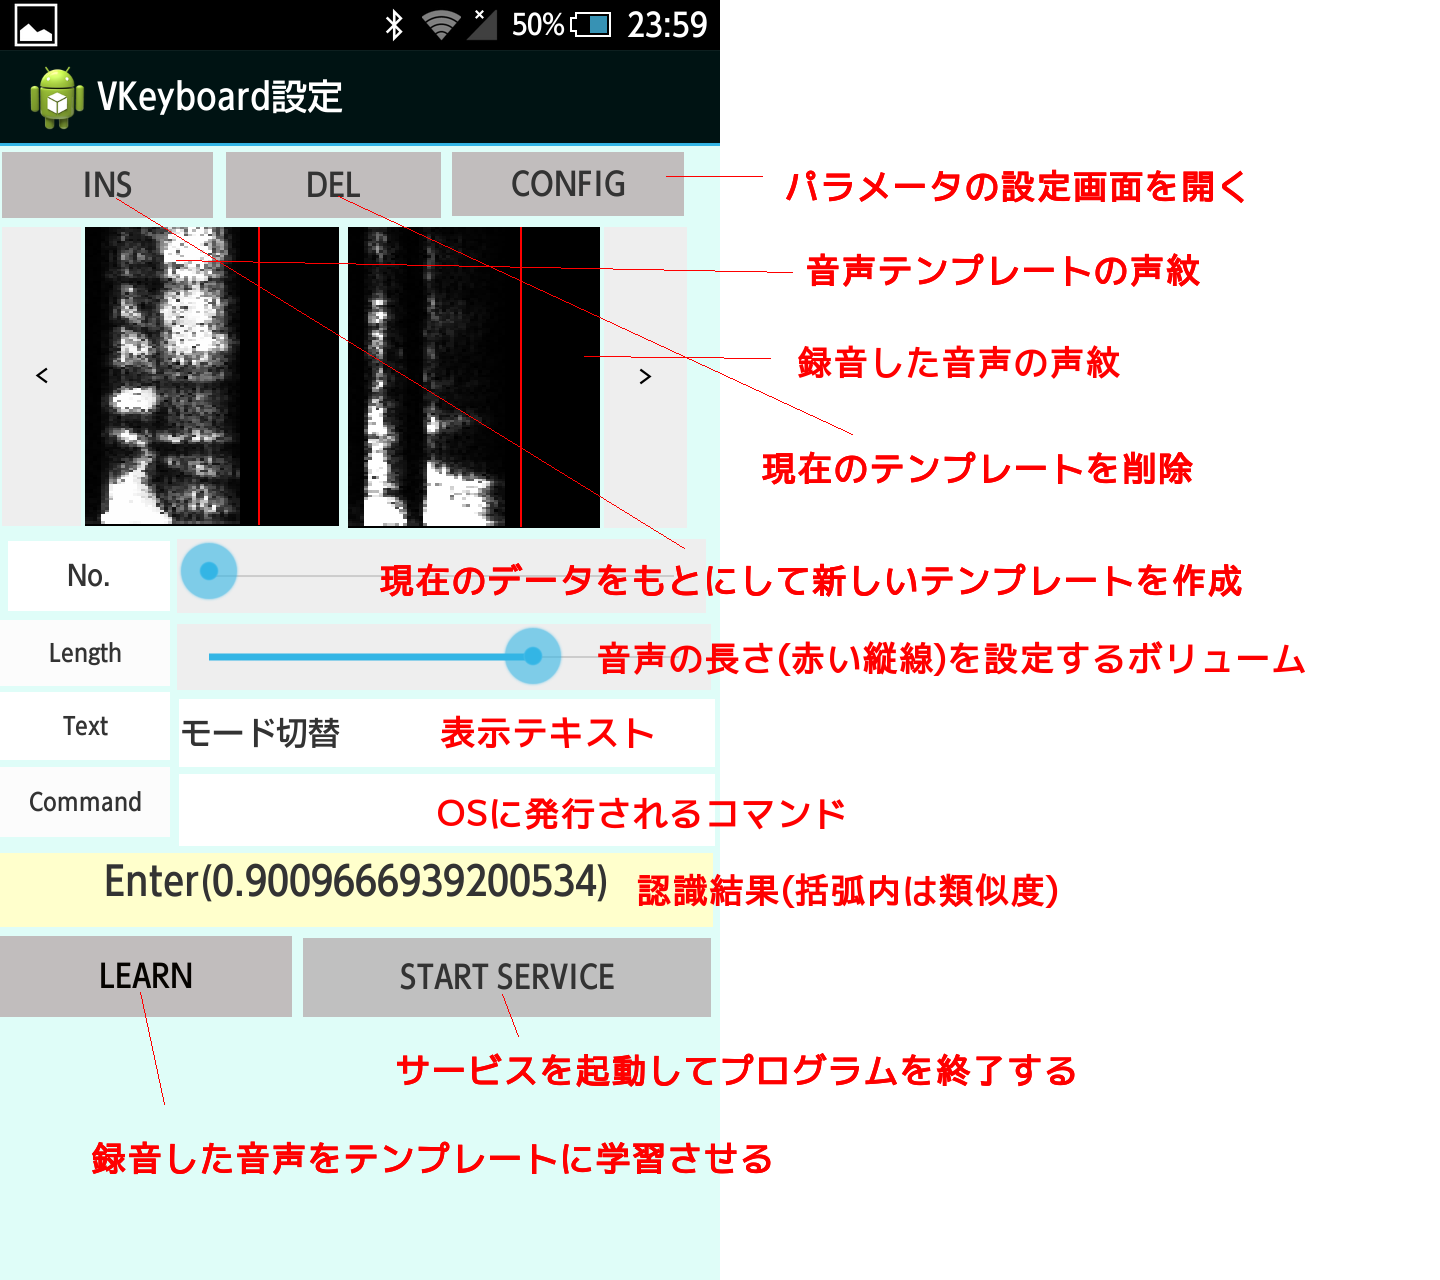 50% 23:59
VKeyboard設定
INS DEL CONFIG
パラメータの設定画面を開く
音声テンプレートの声紋
録音した音声の声紋
< >
現在のテンプレートを削除
No. 現在のデータをもとにして新しいテンプレートを作成
Length 音声の長さ(赤い縦線)を設定するボリューム
Text モード切替 表示テキスト
Command OSに発行されるコマンド
Enter(0.9009666939200534) 認識結果(括弧内は類似度)
LEARN START SERVICE
サービスを起動してプログラムを終了する
録音した音声をテンプレートに学習させる